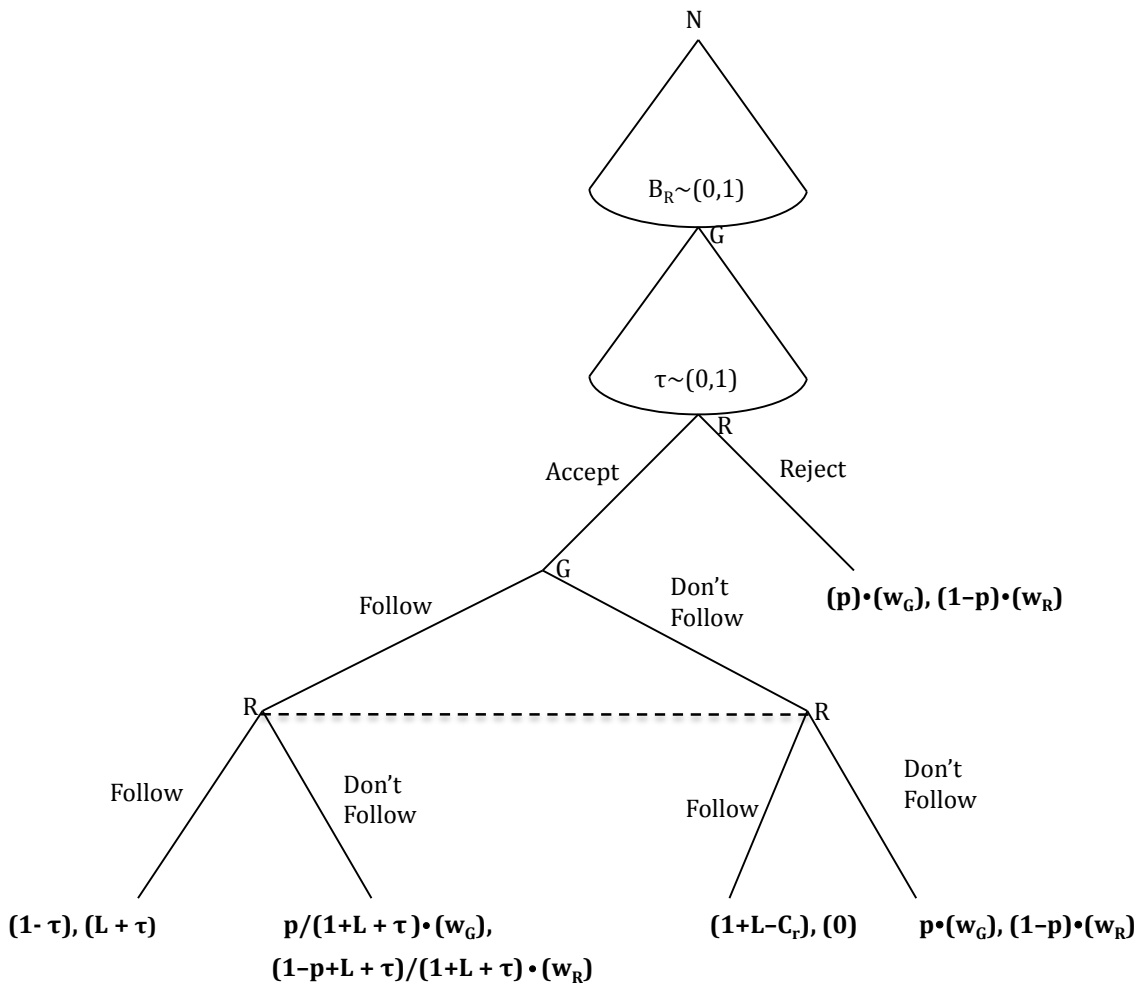 N
B_R~(0,1)
G
τ~(0,1)
R
Accept
Reject
G
Follow
Don't
Follow
(p)•(w_G), (1–p)•(w_R)
R
R
Follow
Don't
Follow
Follow
Don't
Follow
(1- τ), (L + τ)
p/(1+L + τ)•(w_G),
(1–p+L + τ)/(1+L + τ)•(w_R)
(1+L–C_r), (0)
p•(w_G), (1–p)•(w_R)